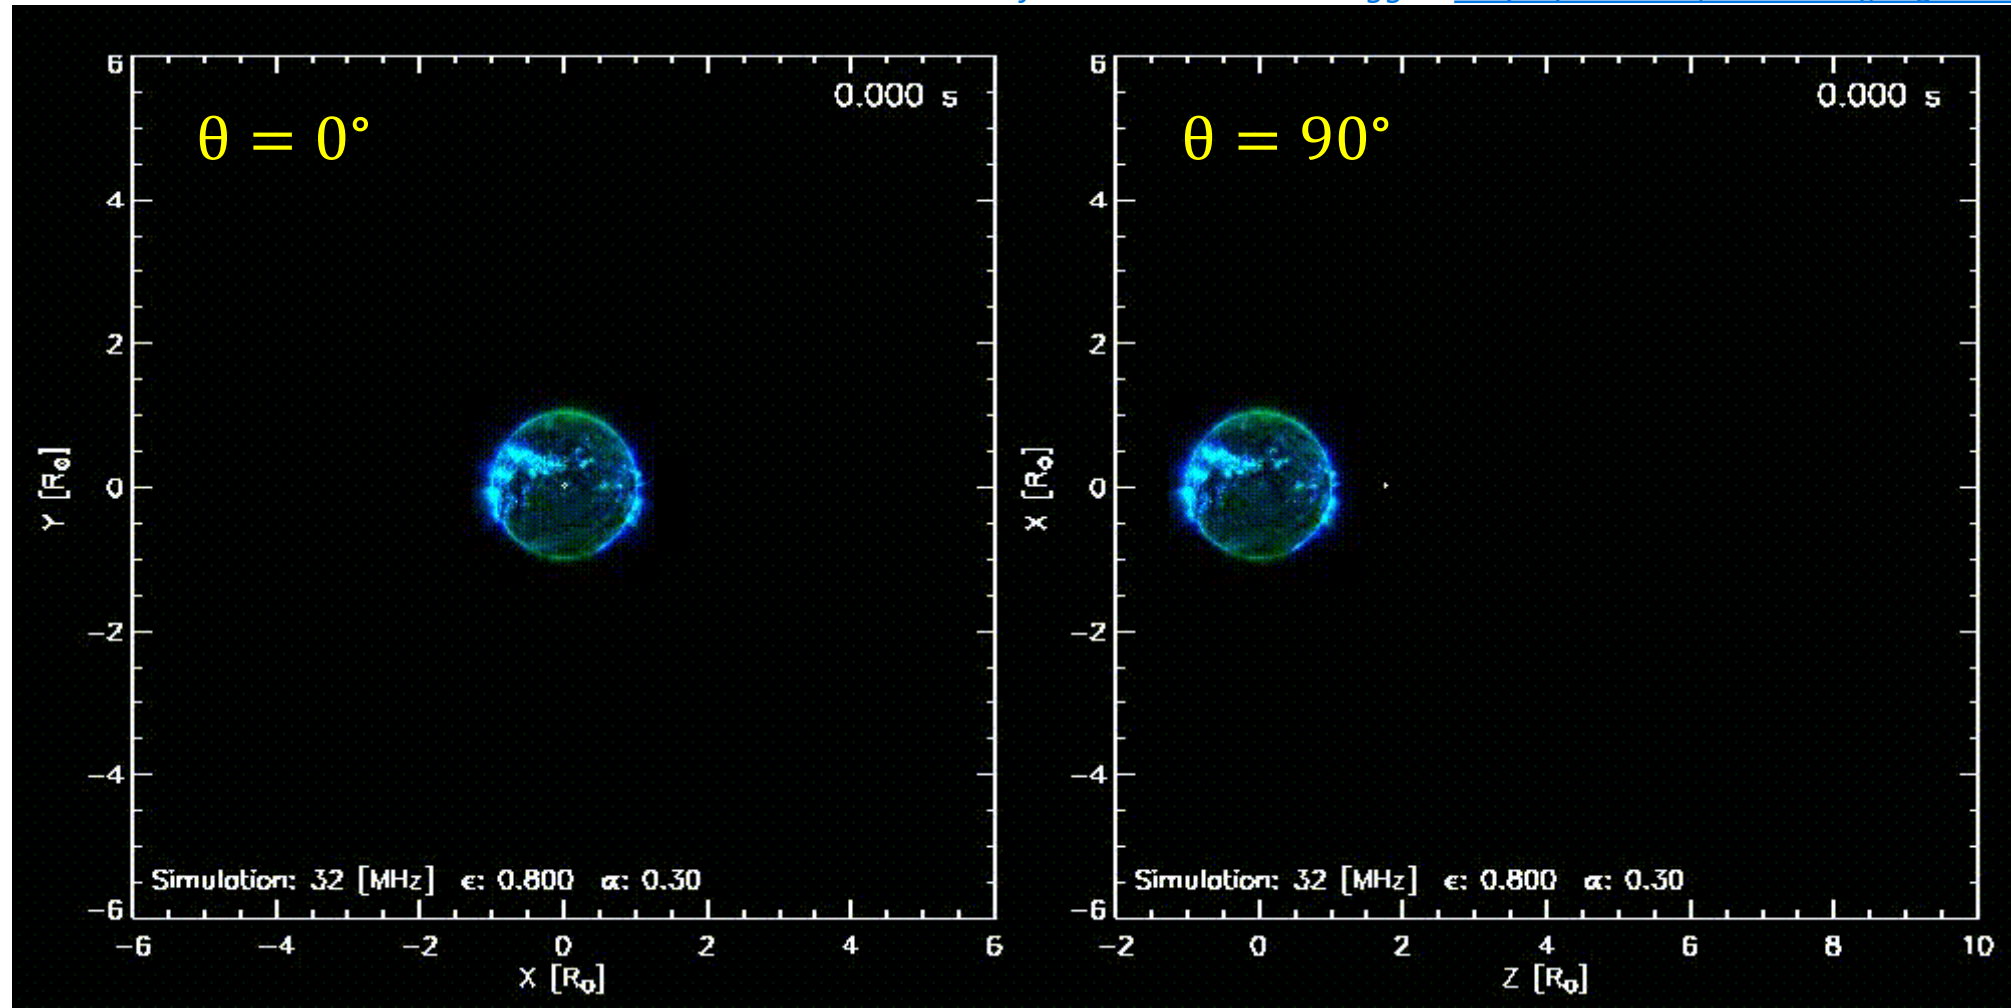 0.000 s
θ = 0°
6
4
2
0
−2
−4
−6
Y [R⊙]
Simulation: 32 [MHz] ϵ: 0.800 α: 0.30
−6 −4 −2 0 2 4 6
X [R⊙]
0.000 s
θ = 90°
6
4
2
0
−2
−4
−6
X [R⊙]
Simulation: 32 [MHz] ϵ: 0.800 α: 0.30
−2 0 2 4 6 8 10
Z [R⊙]